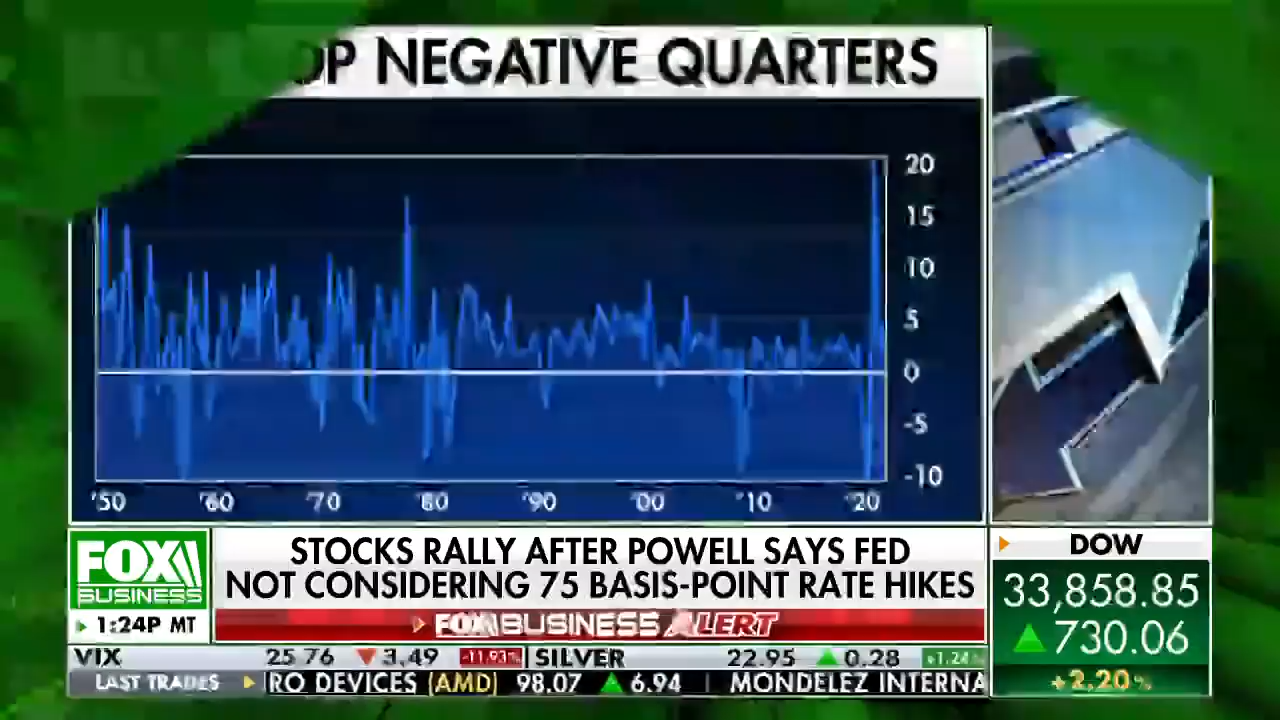 OP NEGATIVE QUARTERS
20
15
10
5
0
-5
-10
'50 '60 '70 '80 '90 '00 '10 '20
FOX
BUSINESS
1:24P MT
STOCKS RALLY AFTER POWELL SAYS FED
NOT CONSIDERING 75 BASIS-POINT RATE HIKES
FOX BUSINESS ALERT
DOW
33,858.85
730.06
+2.20%
VIX 25.76 3.49 -11.93% SILVER 22.95 0.28 +1.24%
LAST TRADES RO DEVICES (AMD) 98.07 6.94 MONDELEZ INTERNA